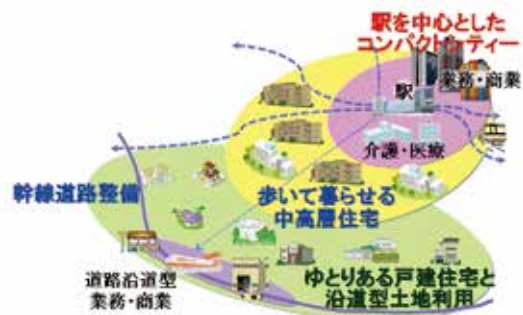 駅を中心とした
コンパクトシティー
駅
業務・商業
介護・医療
幹線道路整備
歩いて暮らせる
中高層住宅
道路沿道型
業務・商業
ゆとりある戸建住宅と
沿道型土地利用